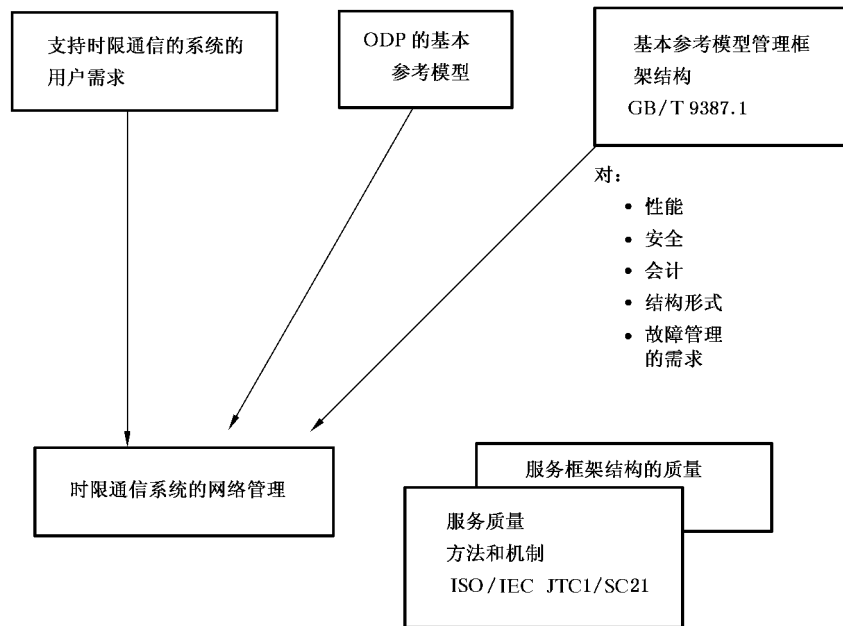 支持时限通信的系统的
用户需求
ODP 的基本
参考模型
基本参考模型管理框
架结构
GB/T 9387.1
对:
• 性能
• 安全
• 会计
• 结构形式
• 故障管理
的需求
时限通信系统的网络管理
服务框架结构的质量
服务质量
方法和机制
ISO/IEC JTC1/SC21